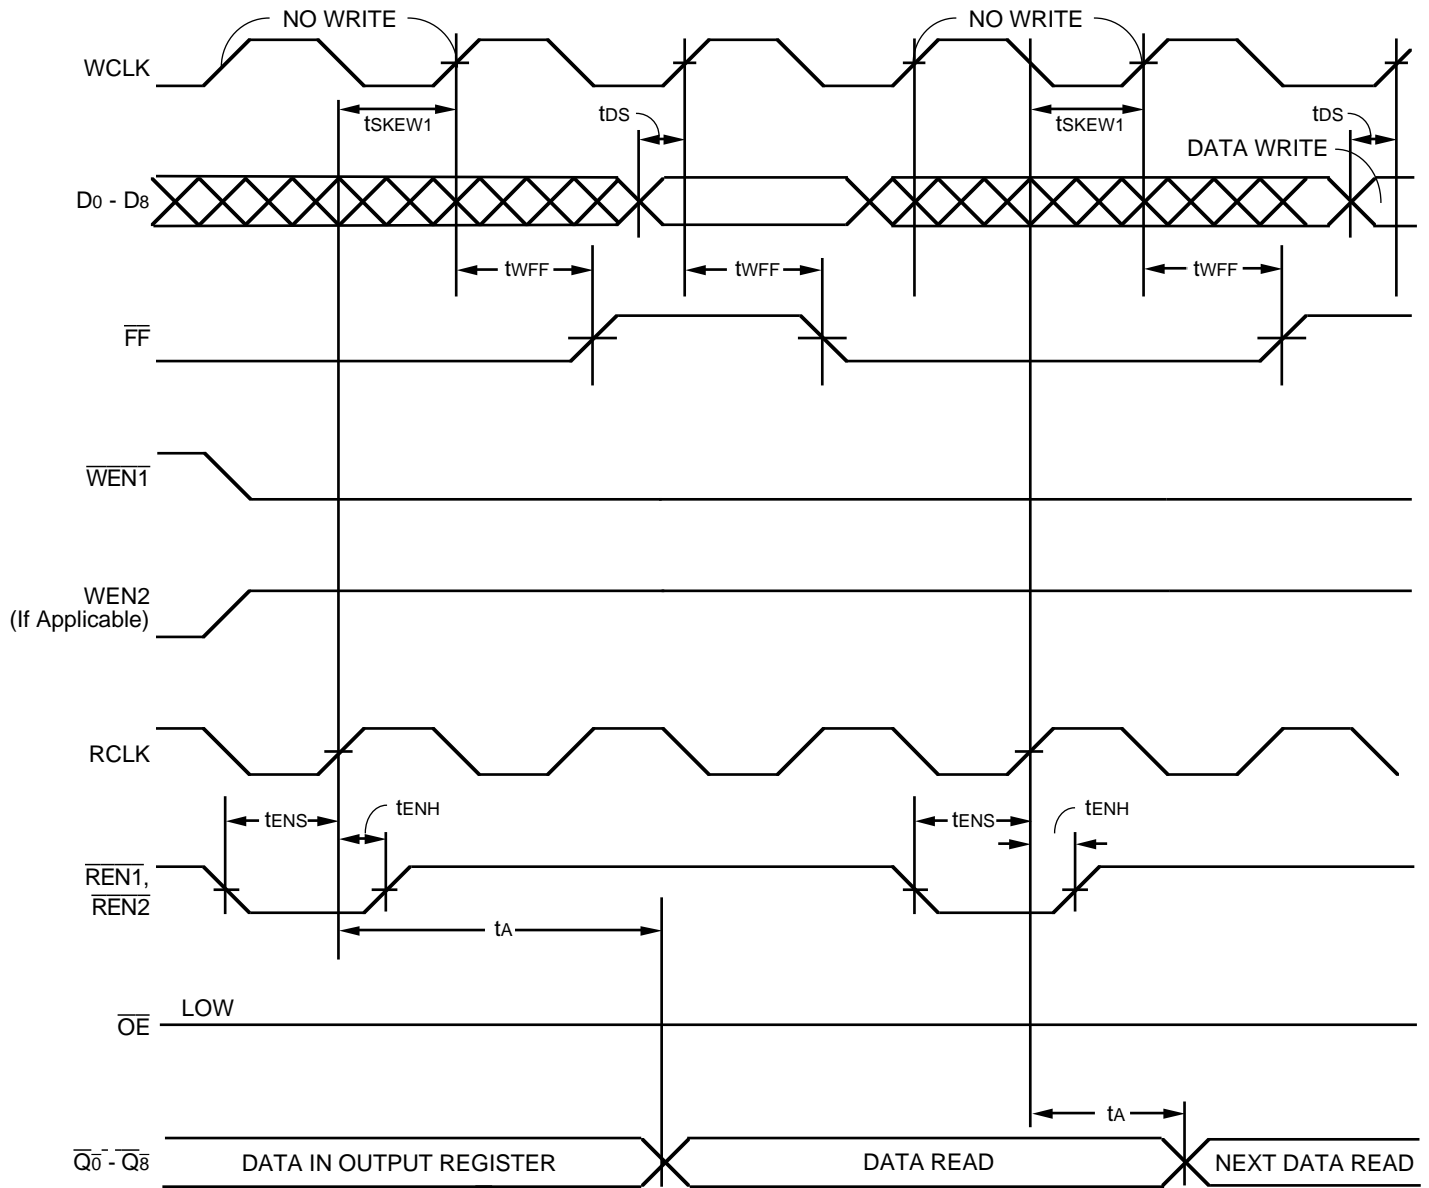 NO WRITE
NO WRITE
WCLK
tSKEW1
tDS
tSKEW1
tDS
DATA WRITE
D0 - D8
tWFF
tWFF
tWFF
FF
WEN1
WEN2
(If Applicable)
RCLK
tENS
tENH
tENS
tENH
REN1,
REN2
tA
LOW
OE
tA
Q0 - Q8
DATA IN OUTPUT REGISTER
DATA READ
NEXT DATA READ